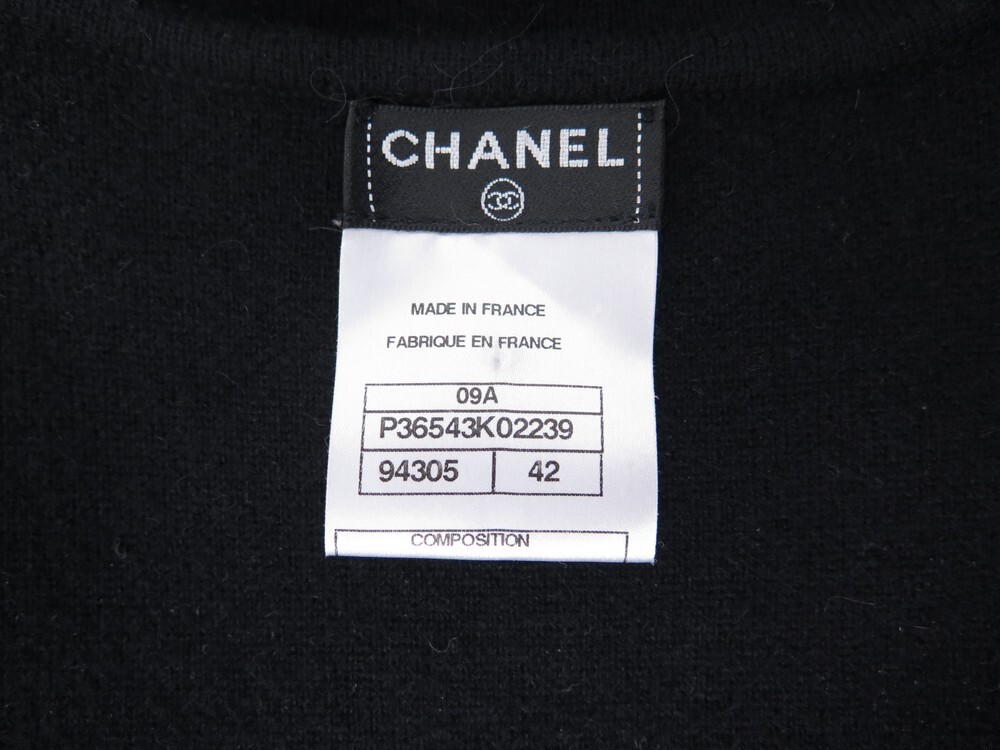 CHANEL
MADE IN FRANCE
FABRIQUE EN FRANCE
09A
P36543K02239
94305 42
COMPOSITION